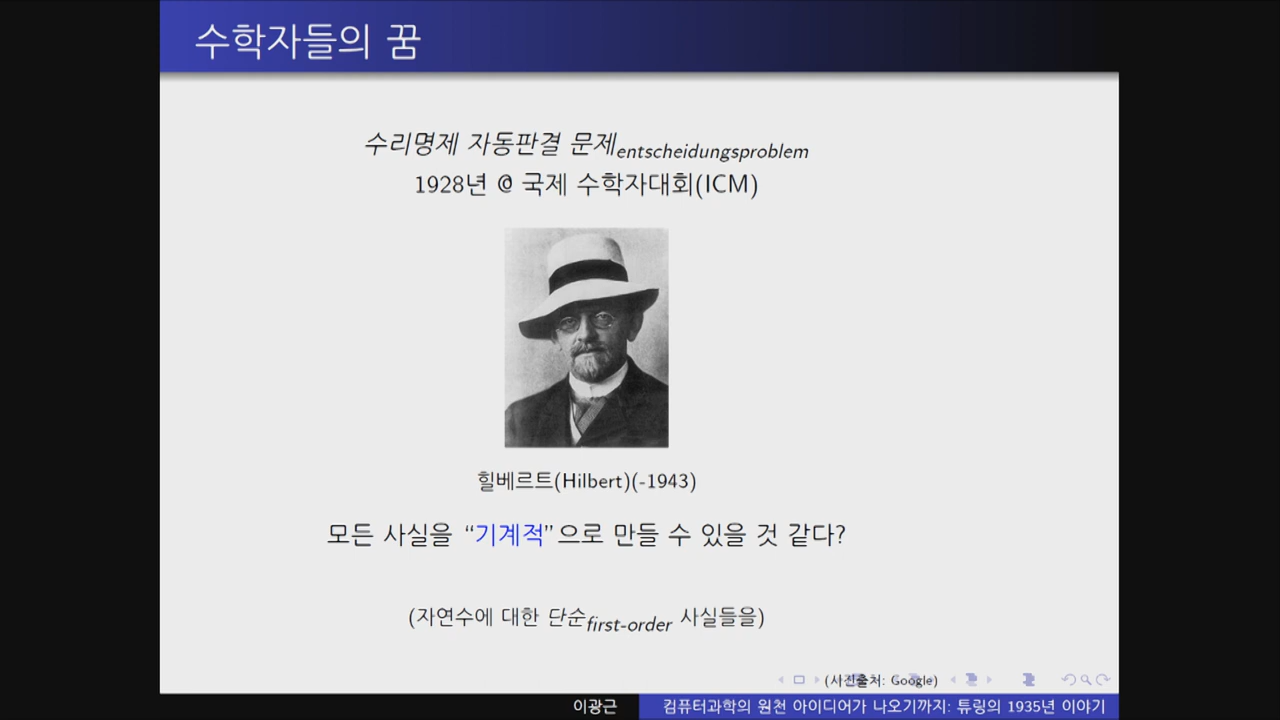 수학자들의 꿈
수리명제 자동판결 문제entscheidungsproblem
1928년 @ 국제 수학자대회(ICM)
힐베르트(Hilbert)(-1943)
모든 사실을 “기계적”으로 만들 수 있을 것 같다?
(자연수에 대한 단순first-order 사실들을)
(사진출처: Google)
이광근
컴퓨터과학의 원천 아이디어가 나오기까지: 튜링의 1935년 이야기